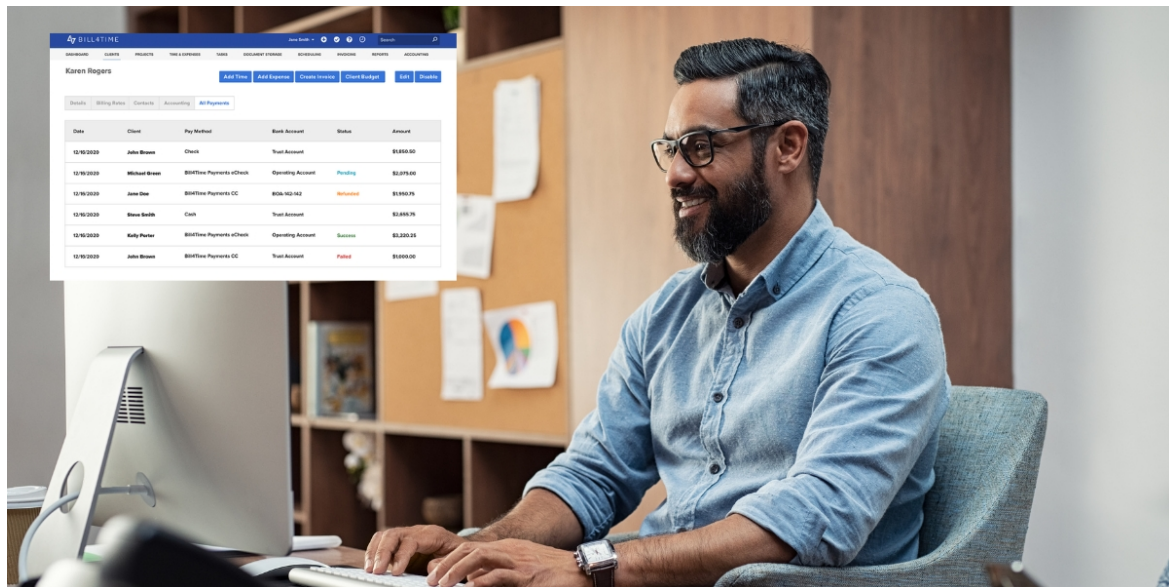 BILL4TIME Jane Smith Search
DASHBOARD CLIENTS PROJECTS TIME & EXPENSES TASKS DOCUMENT STORAGE SCHEDULING INVOICING REPORTS ACCOUNTING
Karen Rogers
Add Time Add Expense Create Invoice Client Budget Edit Disable
Details Billing Rates Contacts Accounting All Payments
Date Client Pay Method Bank Account Status Amount
12/16/2020 John Brown Check Trust Account $1,850.50
12/16/2020 Michael Green Bill4Time Payments eCheck Operating Account Pending $2,075.00
12/16/2020 Jane Doe Bill4Time Payments CC BOA-142-142 Refunded $1,950.75
12/16/2020 Steve Smith Cash Trust Account $2,895.75
12/16/2020 Kelly Porter Bill4Time Payments eCheck Operating Account Success $3,220.25
12/16/2020 John Brown Bill4Time Payments CC Trust Account Failed $1,000.00